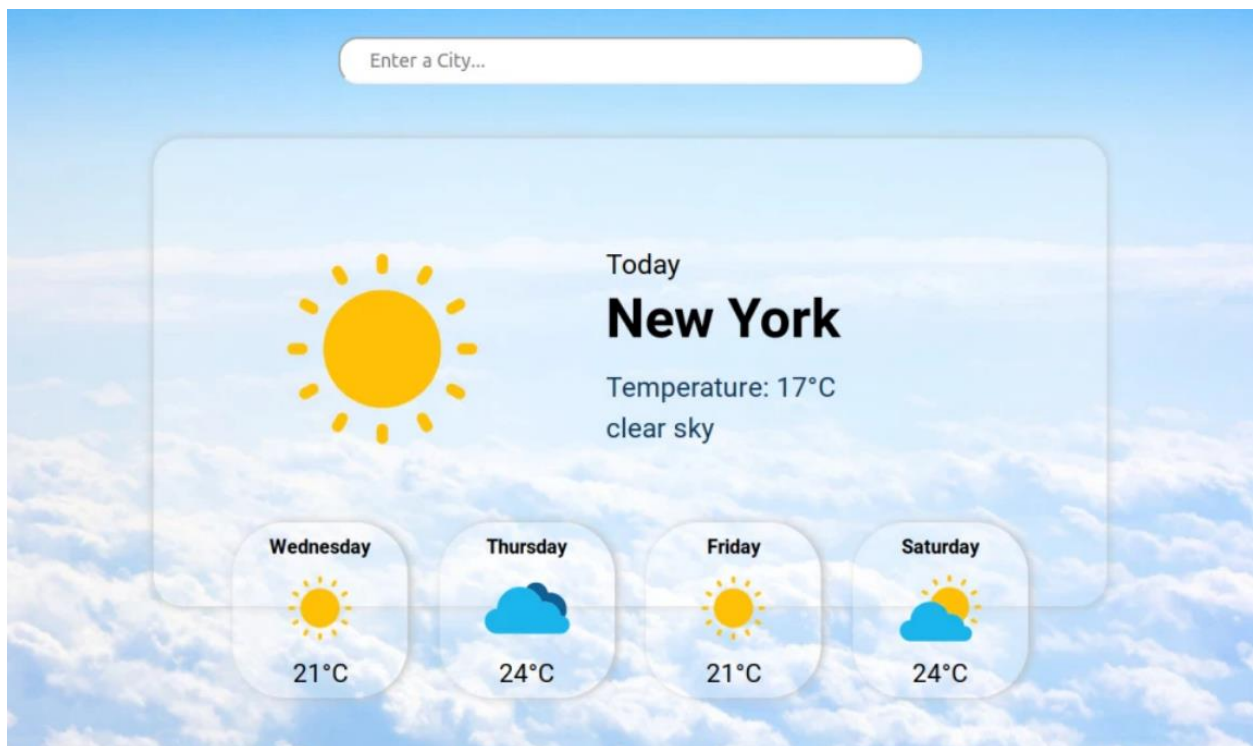 Enter a City...
Today
New York
Temperature: 17°C
clear sky
Wednesday
21°C
Thursday
24°C
Friday
21°C
Saturday
24°C